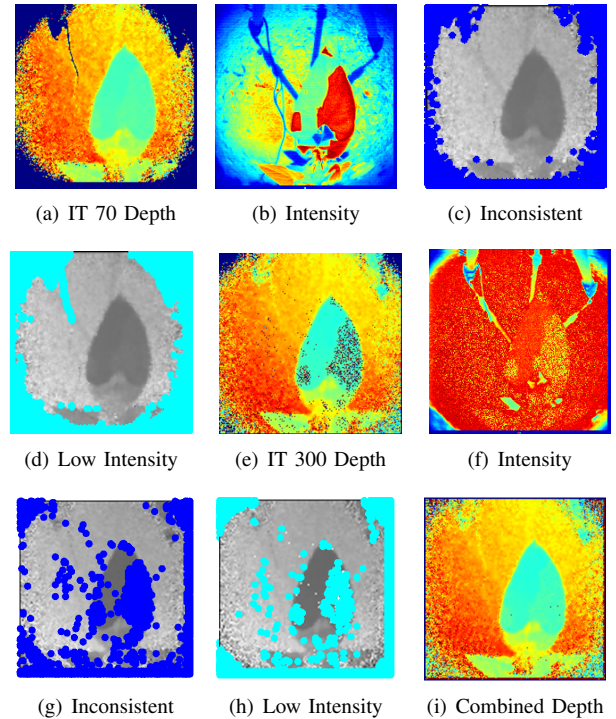 (a) IT 70 Depth
(b) Intensity
(c) Inconsistent
(d) Low Intensity
(e) IT 300 Depth
(f) Intensity
(g) Inconsistent
(h) Low Intensity
(i) Combined Depth